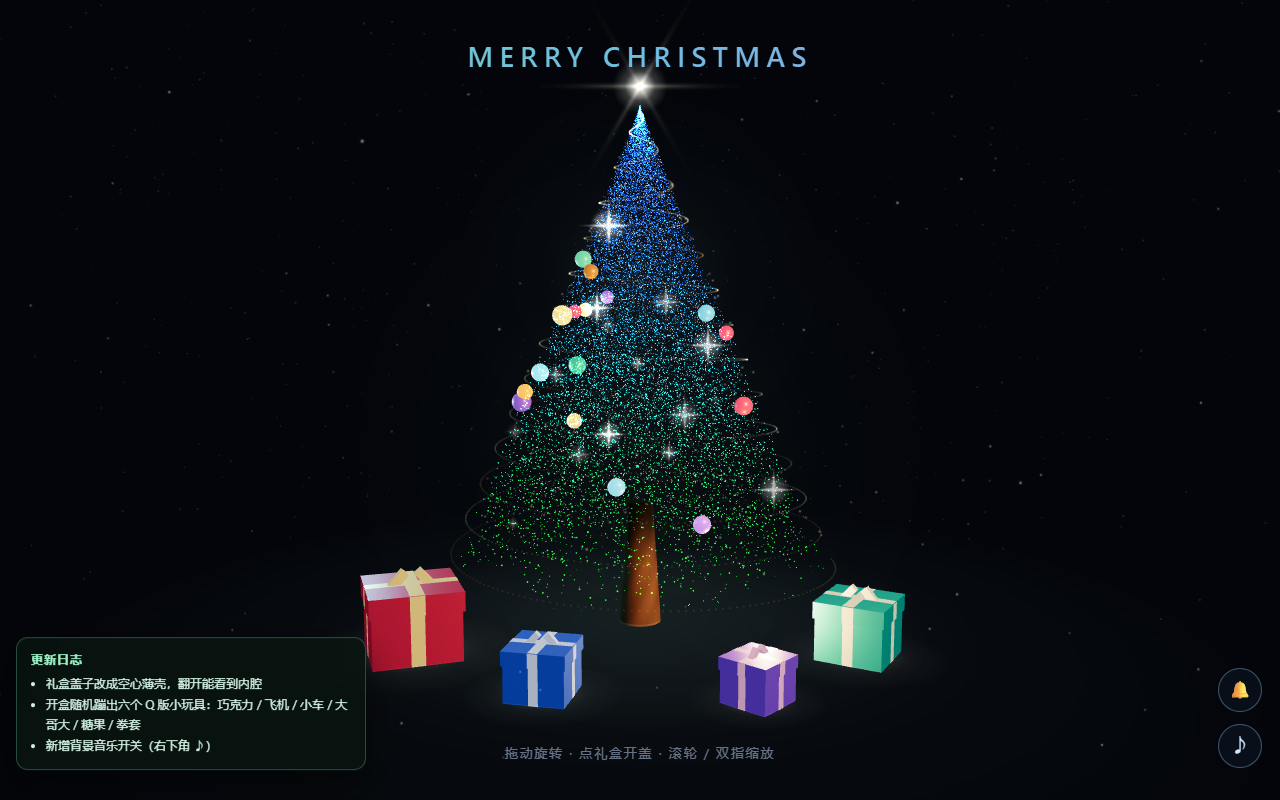 MERRY CHRISTMAS
更新日志
礼盒盖子改成空心薄壳，翻开能看到内腔
开盒随机蹦出六个 Q 版小玩具：巧克力 / 飞机 / 小车 / 大
哥大 / 糖果 / 拳套
新增背景音乐开关（右下角 ♪）
拖动旋转 · 点礼盒开盖 · 滚轮 / 双指缩放